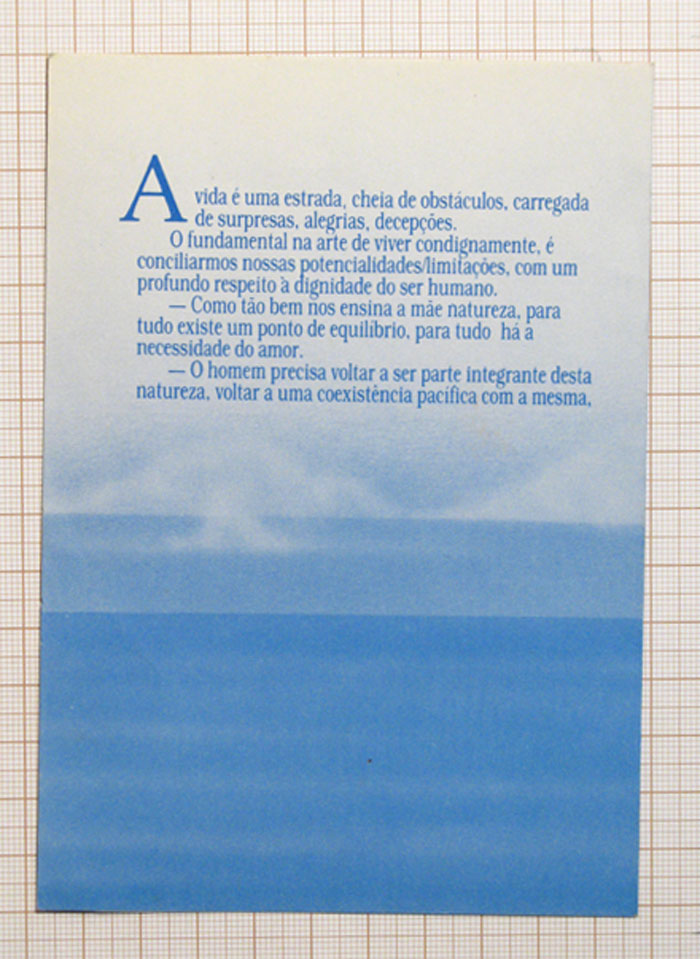 A vida é uma estrada, cheia de obstáculos, carregada
de surpresas, alegrias, decepções.
O fundamental na arte de viver condignamente, é
conciliarmos nossas potencialidades/limitações, com um
profundo respeito à dignidade do ser humano.
— Como tão bem nos ensina a mãe natureza, para
tudo existe um ponto de equilíbrio, para tudo há a
necessidade do amor.
— O homem precisa voltar a ser parte integrante desta
natureza, voltar a uma coexistência pacífica com a mesma,